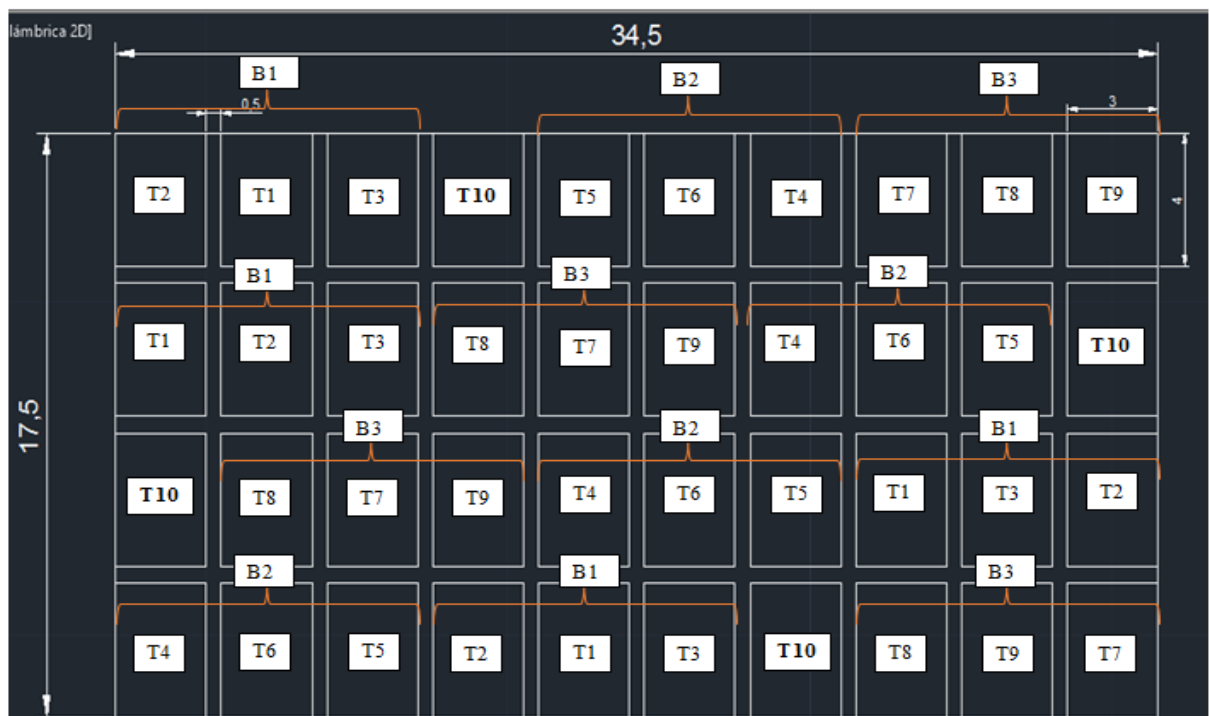 lámbrica 2D]
34,5
B1 B2 B3
0,5 3
T2 T1 T3 T10 T5 T6 T4 T7 T8 T9
4
B1 B3 B2
T1 T2 T3 T8 T7 T9 T4 T6 T5 T10
17,5
B3 B2 B1
T10 T8 T7 T9 T4 T6 T5 T1 T3 T2
B2 B1 B3
T4 T6 T5 T2 T1 T3 T10 T8 T9 T7